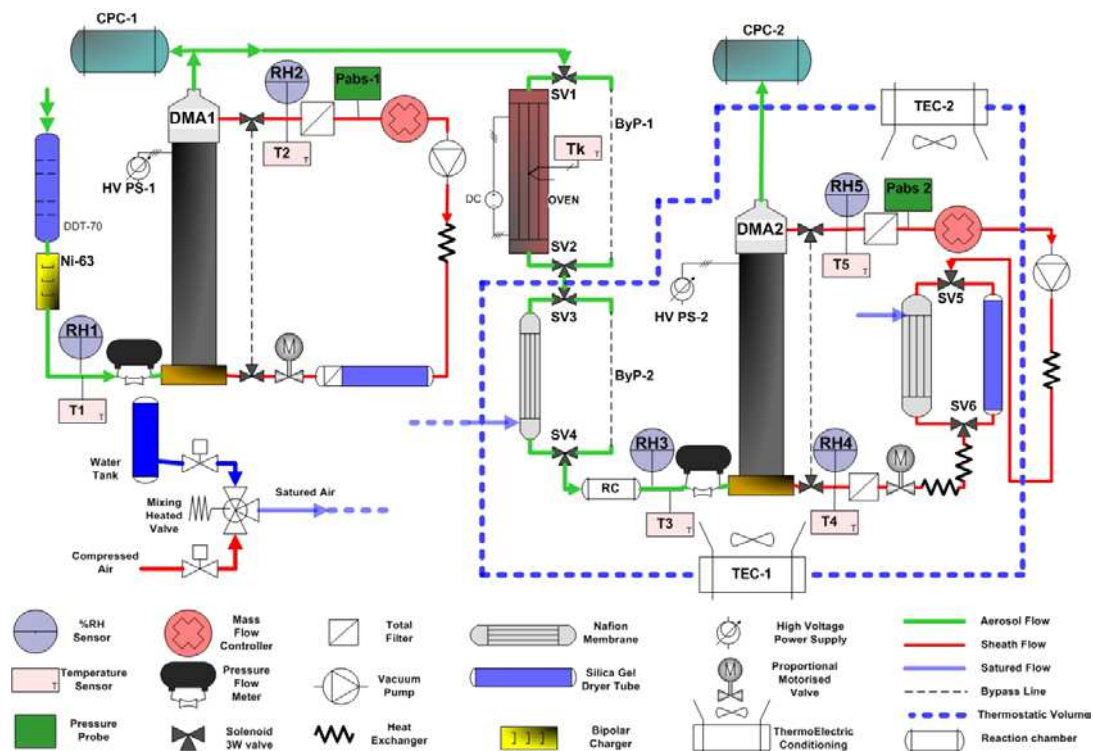 CPC-1
CPC-2
RH2
Pabs-1
DMA1
T2
T
HV PS-1
SV1
ByP-1
TEC-2
Tk
T
DC
OVEN
DDT-70
Ni-63
RH1
T1
T
SV2
SV3
ByP-2
SV4
RH5
Pabs 2
DMA2
T5
T
HV PS-2
SV5
SV6
M
RH3
RH4
M
RC
T3
T
T4
T
TEC-1
Water
Tank
Mixing
Heated
Valve
Satured Air
Compressed
Air
%RH
Sensor
Mass
Flow
Controller
Total
Filter
Nafion
Membrane
High Voltage
Power Supply
Aerosol Flow
Sheath Flow
Temperature
Sensor
T
Pressure
Flow
Meter
Vacuum
Pump
Silica Gel
Dryer Tube
M
Proportional
Motorised
Valve
Satured Flow
Bypass Line
Pressure
Probe
Solenoid
3W valve
Heat
Exchanger
Bipolar
Charger
ThermoElectric
Conditioning
Thermostatic Volume
Reaction chamber